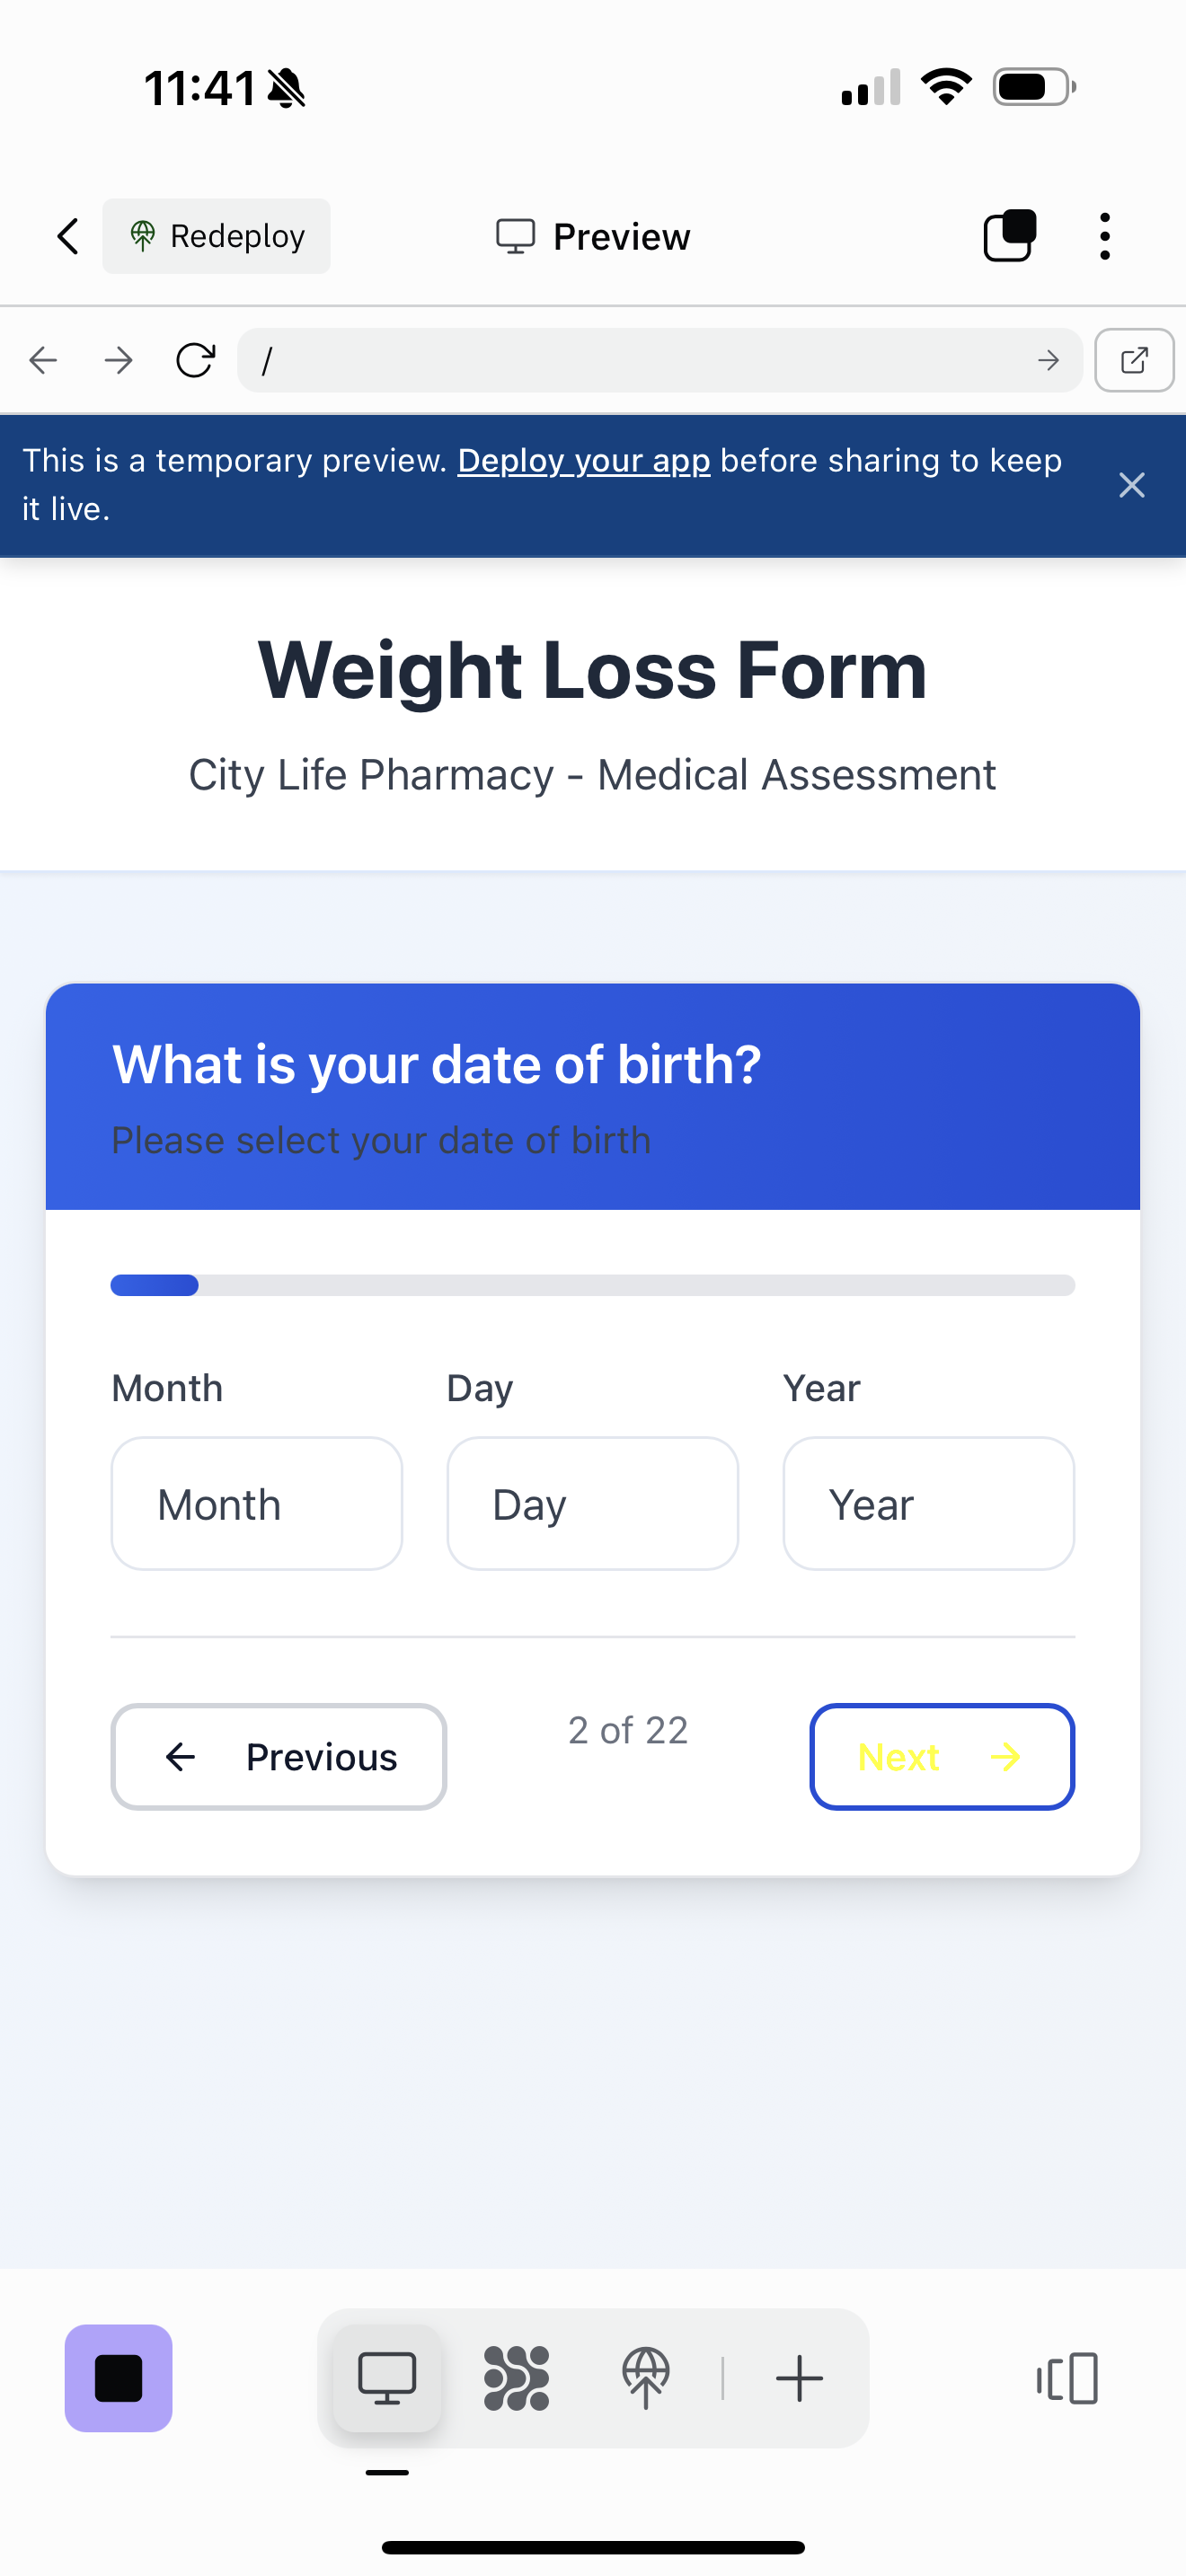 11:41
Redeploy
Preview
/
This is a temporary preview. Deploy your app before sharing to keep
it live.
Weight Loss Form
City Life Pharmacy - Medical Assessment
What is your date of birth?
Please select your date of birth
Month Day Year
Month Day Year
Previous 2 of 22 Next